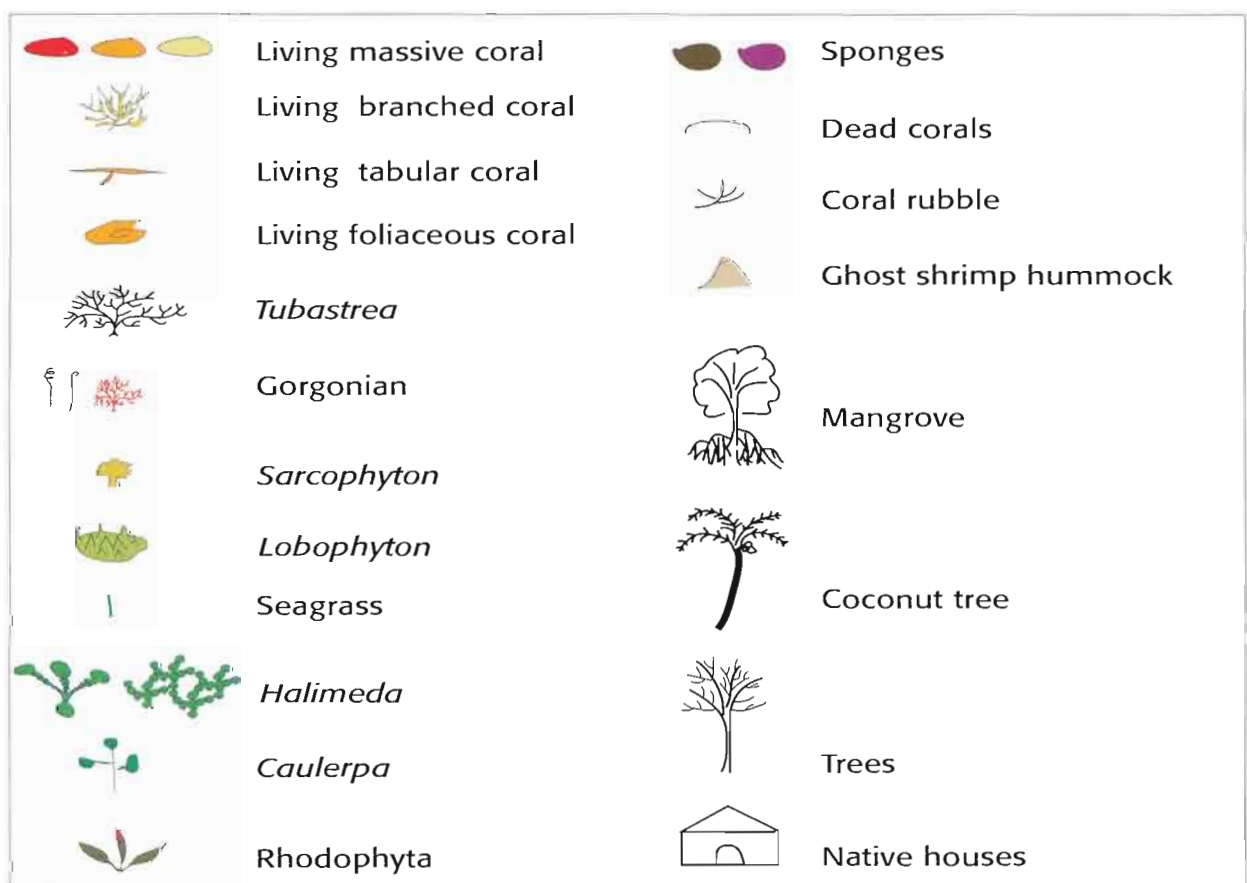 Living massive coral
Living branched coral
Living tabular coral
Living foliaceous coral
Tubastrea
Gorgonian
Sarcophyton
Lobophyton
Seagrass
Halimeda
Caulerpa
Rhodophyta
Sponges
Dead corals
Coral rubble
Ghost shrimp hummock
Mangrove
Coconut tree
Trees
Native houses